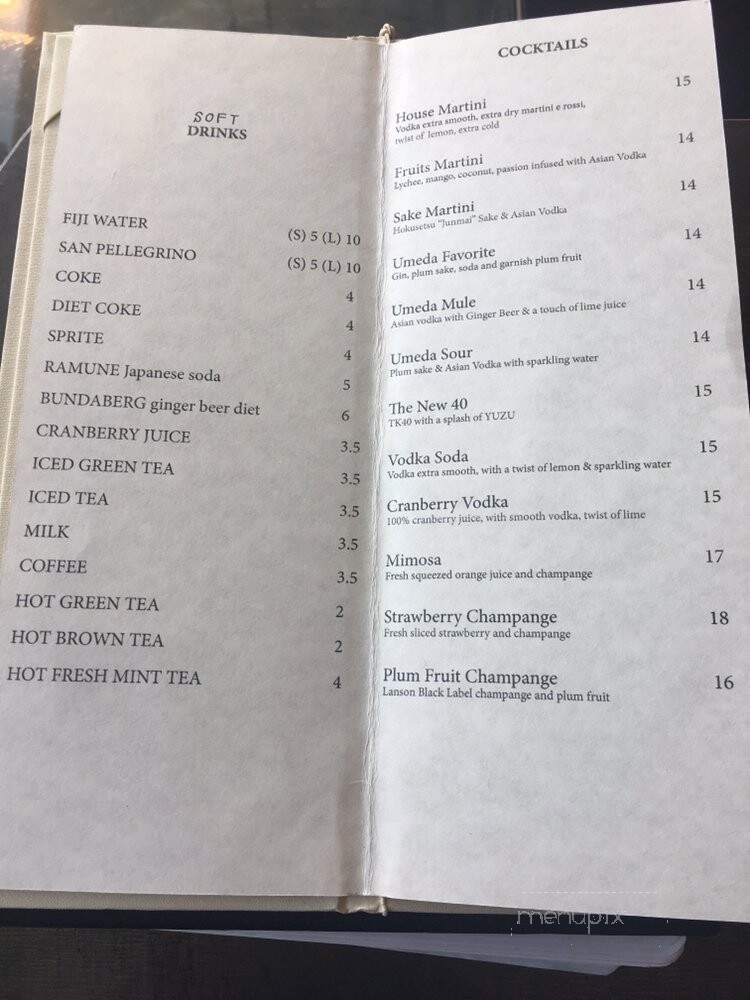 SOFT
DRINKS
FIJI WATER (S) 5 (L) 10
SAN PELLEGRINO (S) 5 (L) 10
COKE 4
DIET COKE 4
SPRITE 4
RAMUNE Japanese soda 5
BUNDABERG ginger beer diet 6
CRANBERRY JUICE 3.5
ICED GREEN TEA 3.5
ICED TEA 3.5
MILK 3.5
COFFEE 3.5
HOT GREEN TEA 2
HOT BROWN TEA 2
HOT FRESH MINT TEA 4
COCKTAILS
House Martini 15
Vodka extra smooth, extra dry martini e rossi,
twist of lemon, extra cold
Fruits Martini 14
Lychee, mango, coconut, passion infused with Asian Vodka
Sake Martini 14
Hokusetsu "Junmai" Sake & Asian Vodka
Umeda Favorite 14
Gin, plum sake, soda and garnish plum fruit
Umeda Mule 14
Asian vodka with Ginger Beer & a touch of lime juice
Umeda Sour 14
Plum sake & Asian Vodka with sparkling water
The New 40 15
TK40 with a splash of YUZU
Vodka Soda 15
Vodka extra smooth, with a twist of lemon & sparkling water
Cranberry Vodka 15
100% cranberry juice, with smooth vodka, twist of lime
Mimosa 17
Fresh squeezed orange juice and champange
Strawberry Champange 18
Fresh sliced strawberry and champange
Plum Fruit Champange 16
Lanson Black Label champange and plum fruit
menupix